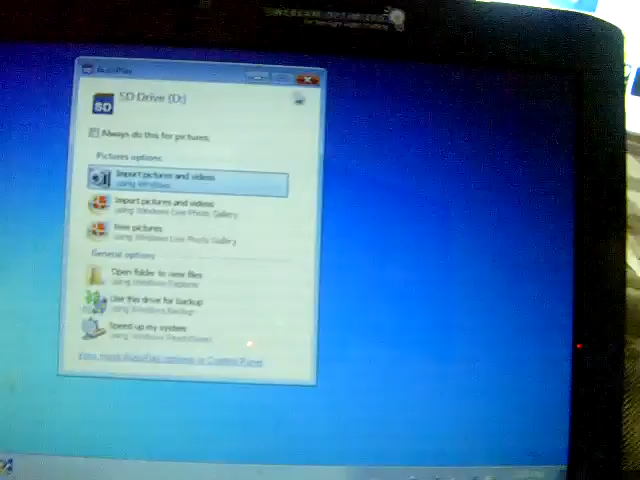 AutoPlay
SD Drive (D:)
SD
Always do this for pictures:
Pictures options
Import pictures and videos
using Windows
Import pictures and videos
using Windows Live Photo Gallery
View pictures
using Windows Live Photo Gallery
General options
Open folder to view files
using Windows Explorer
Use this drive for backup
using Windows Backup
Speed up my system
using Windows ReadyBoost
View more AutoPlay options in Control Panel